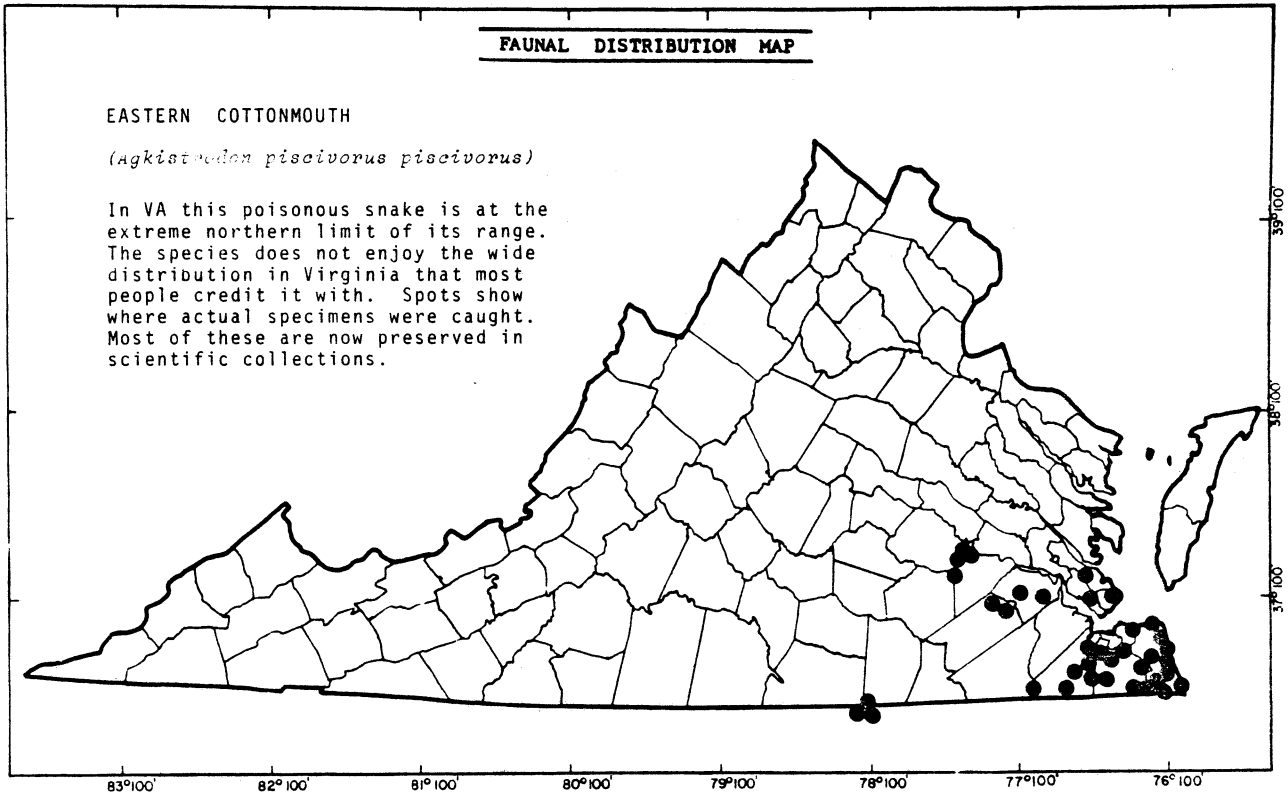 FAUNAL DISTRIBUTION MAP
EASTERN COTTONMOUTH
(Agkistrodon piscivorus piscivorus)
In VA this poisonous snake is at the
extreme northern limit of its range.
The species does not enjoy the wide
distribution in Virginia that most
people credit it with. Spots show
where actual specimens were caught.
Most of these are now preserved in
scientific collections.
39°00'
38°00'
37°00'
83°00'
82°00'
81°00'
80°00'
79°00'
78°00'
77°00'
76°00'